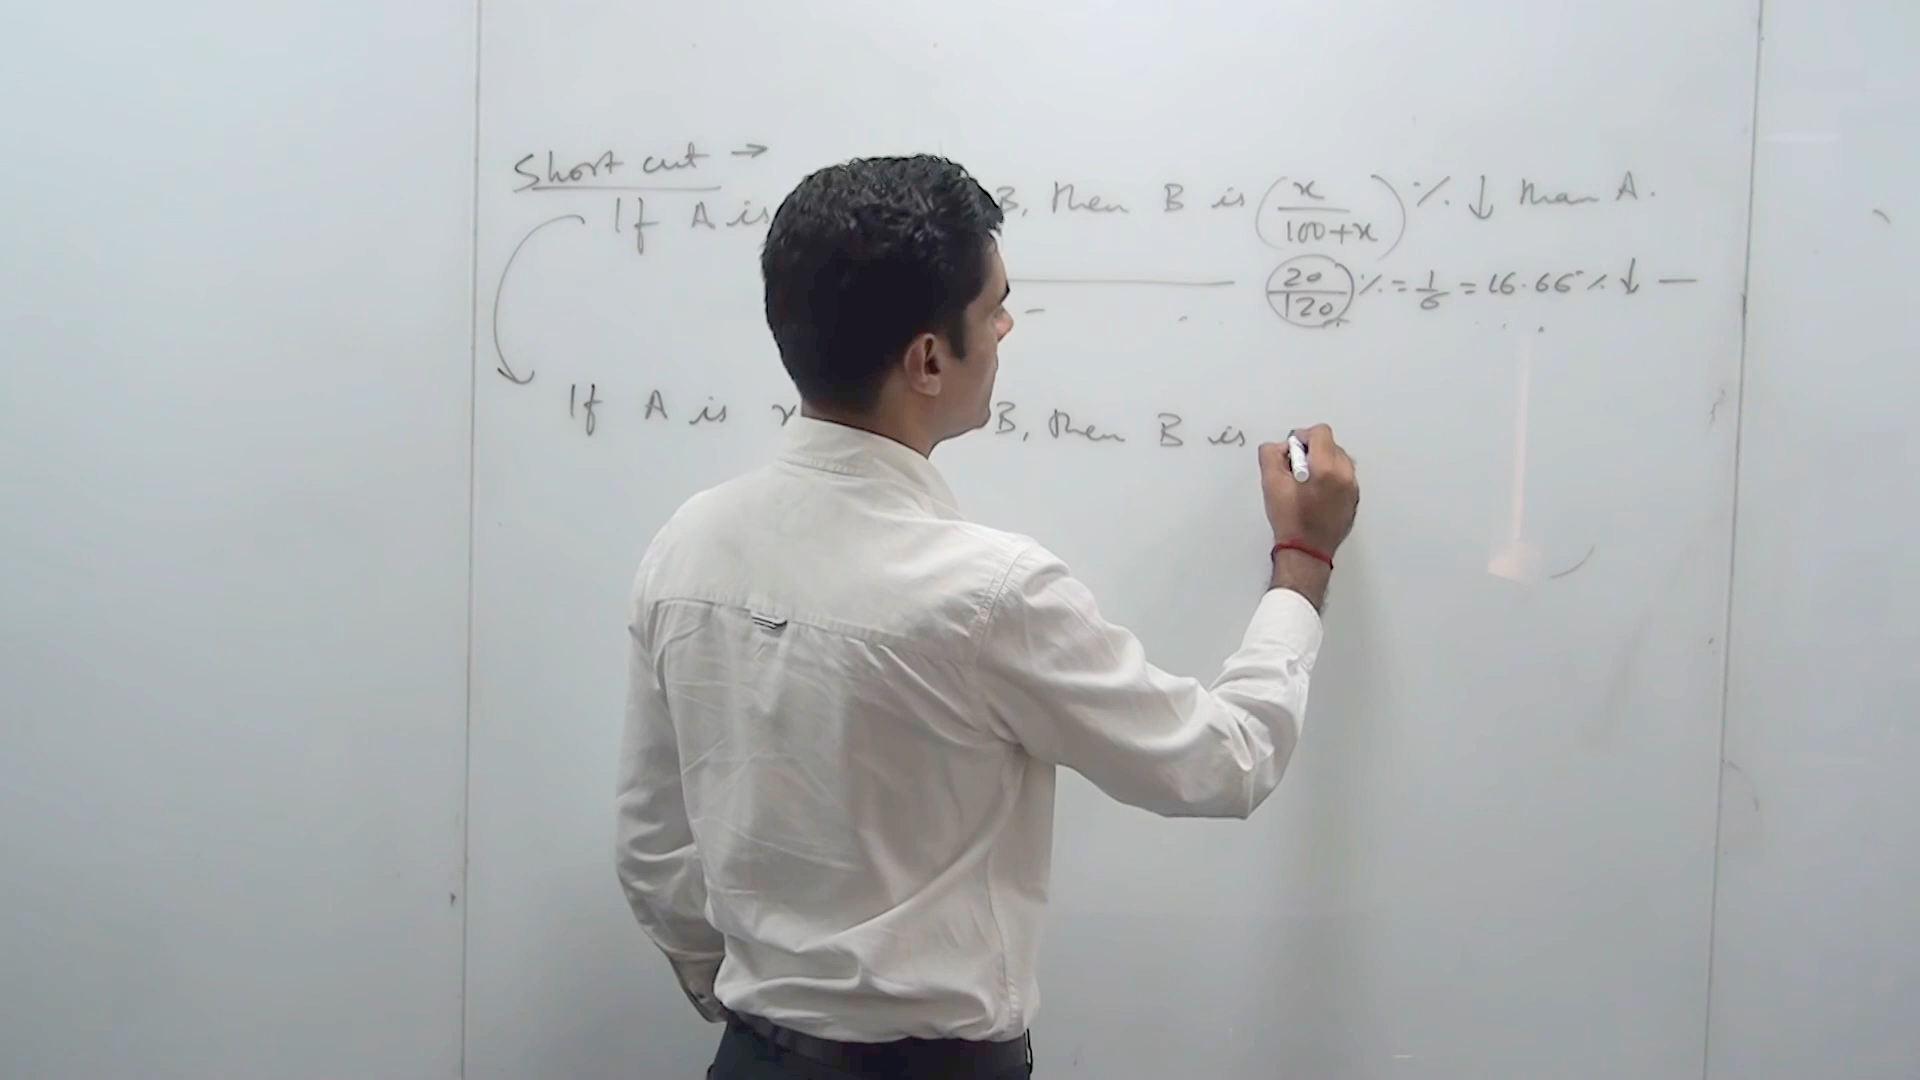 Short cut →
If A is B, then B is (x/100+x) % ↓ than A.
(20/120) % = 1/6 = 16.66 % ↓ —
If A is x B, then B is